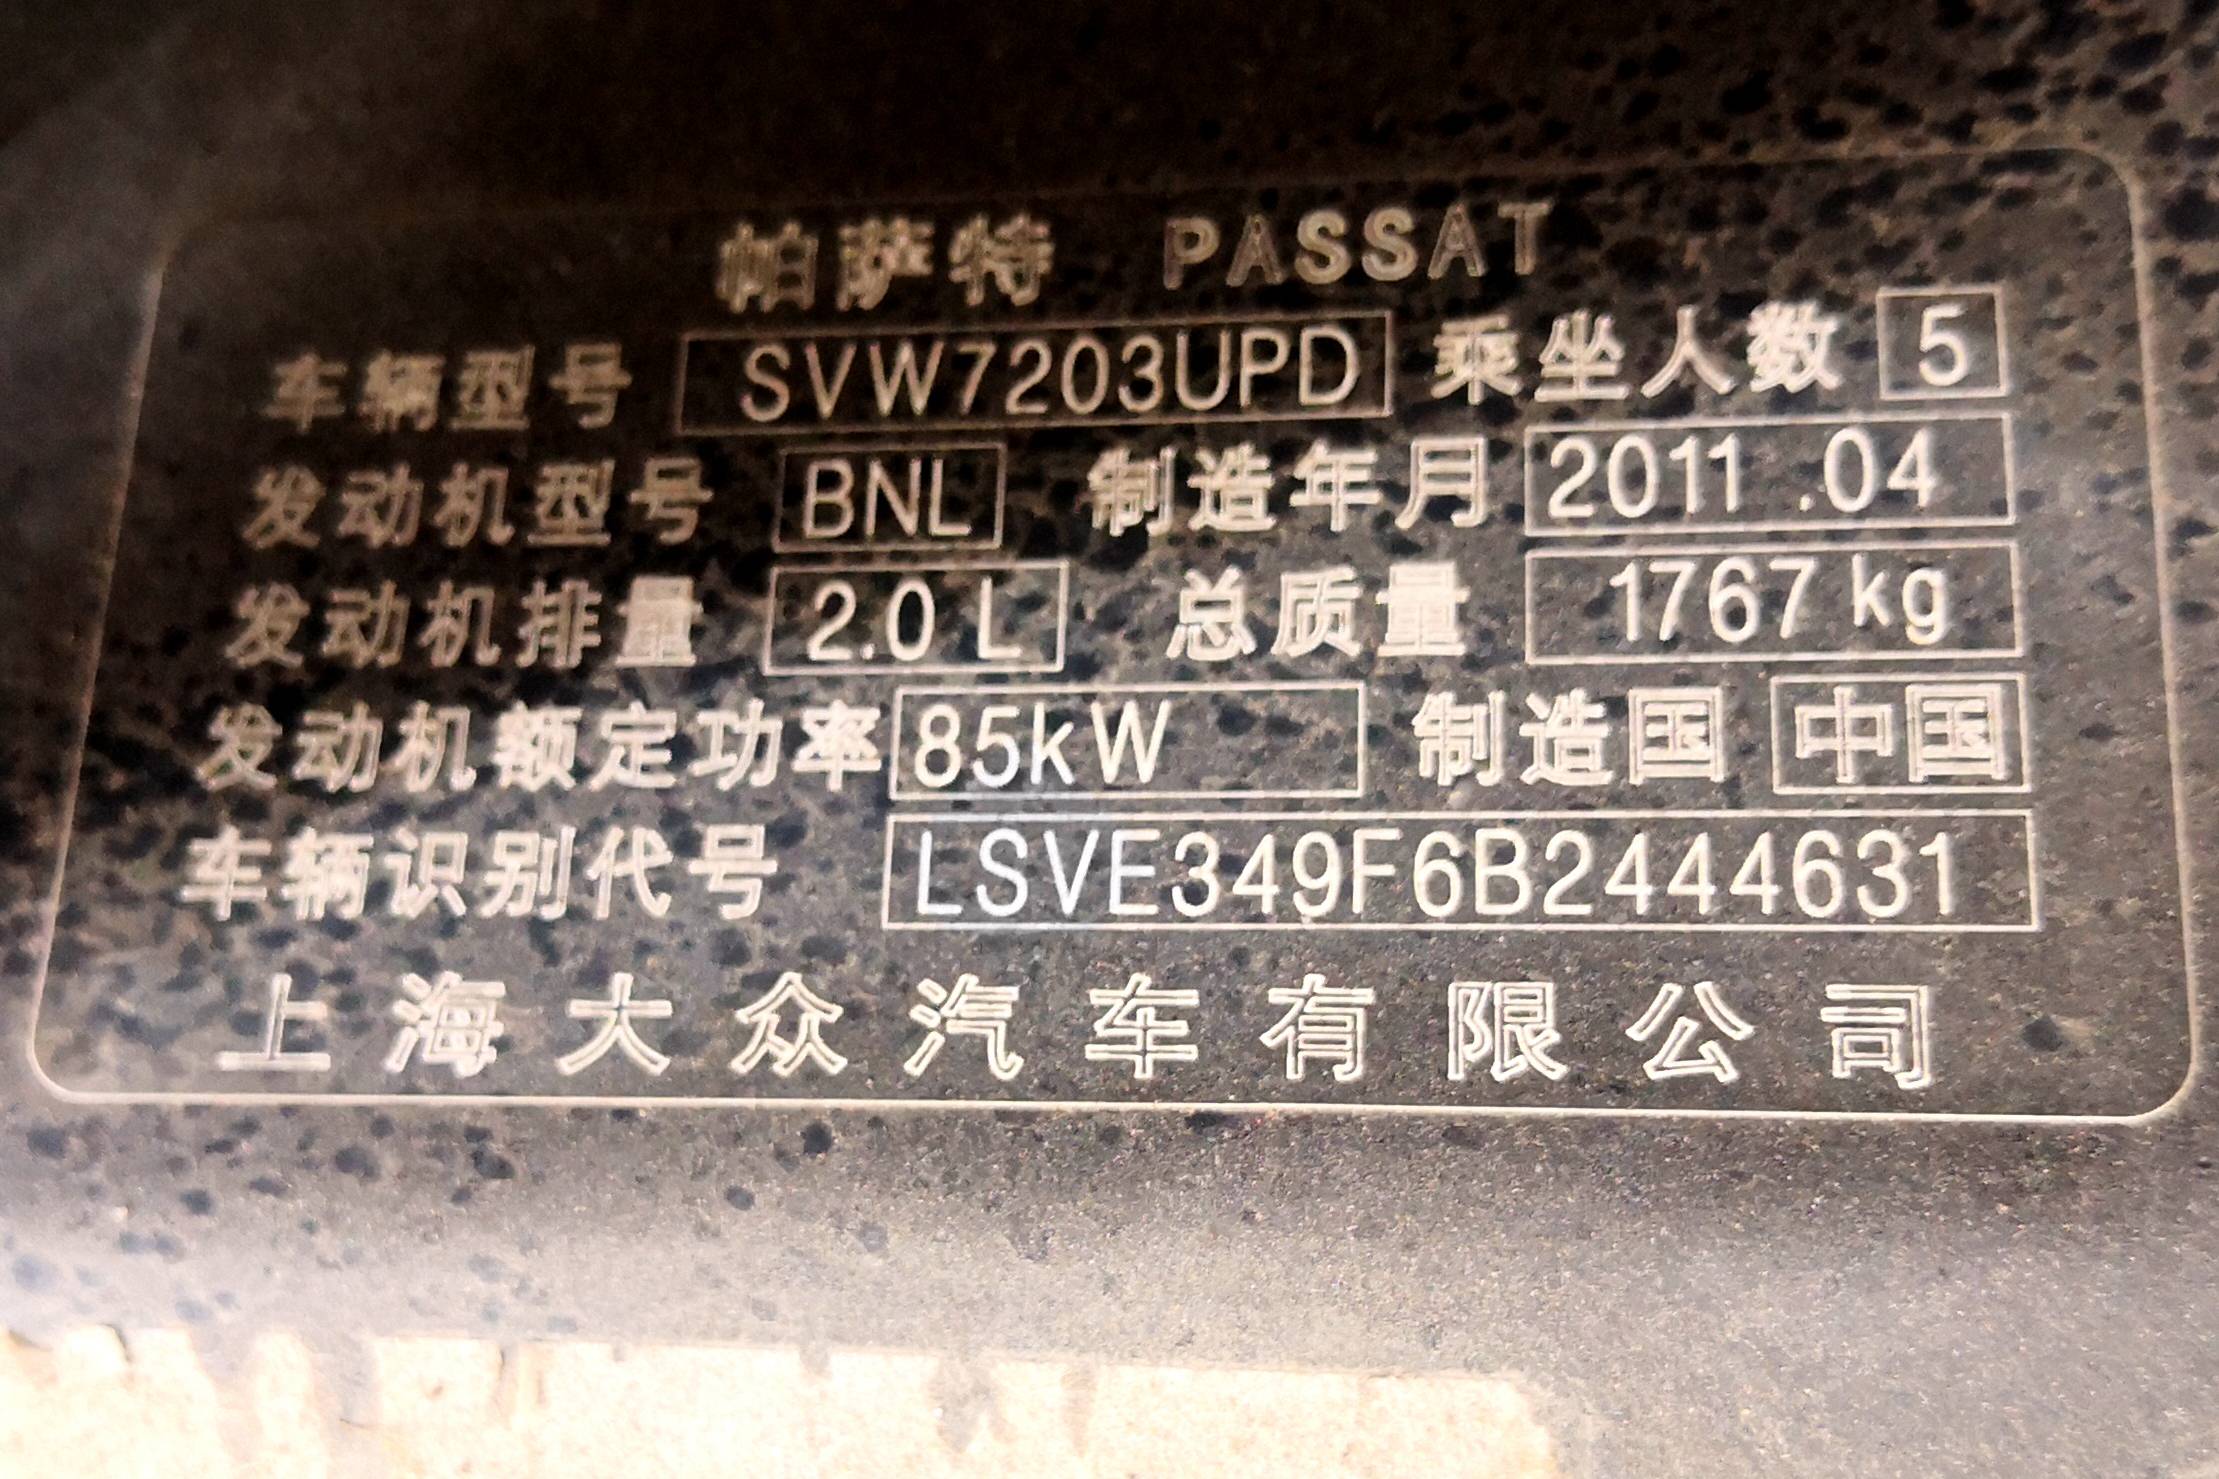 帕萨特 PASSAT
车辆型号 SVW7203UPD 乘坐人数 5
发动机型号 BNL 制造年月 2011.04
发动机排量 2.0 L 总质量 1767 kg
发动机额定功率 85kW 制造国 中国
车辆识别代号 LSVE349F6B2444631
上海大众汽车有限公司